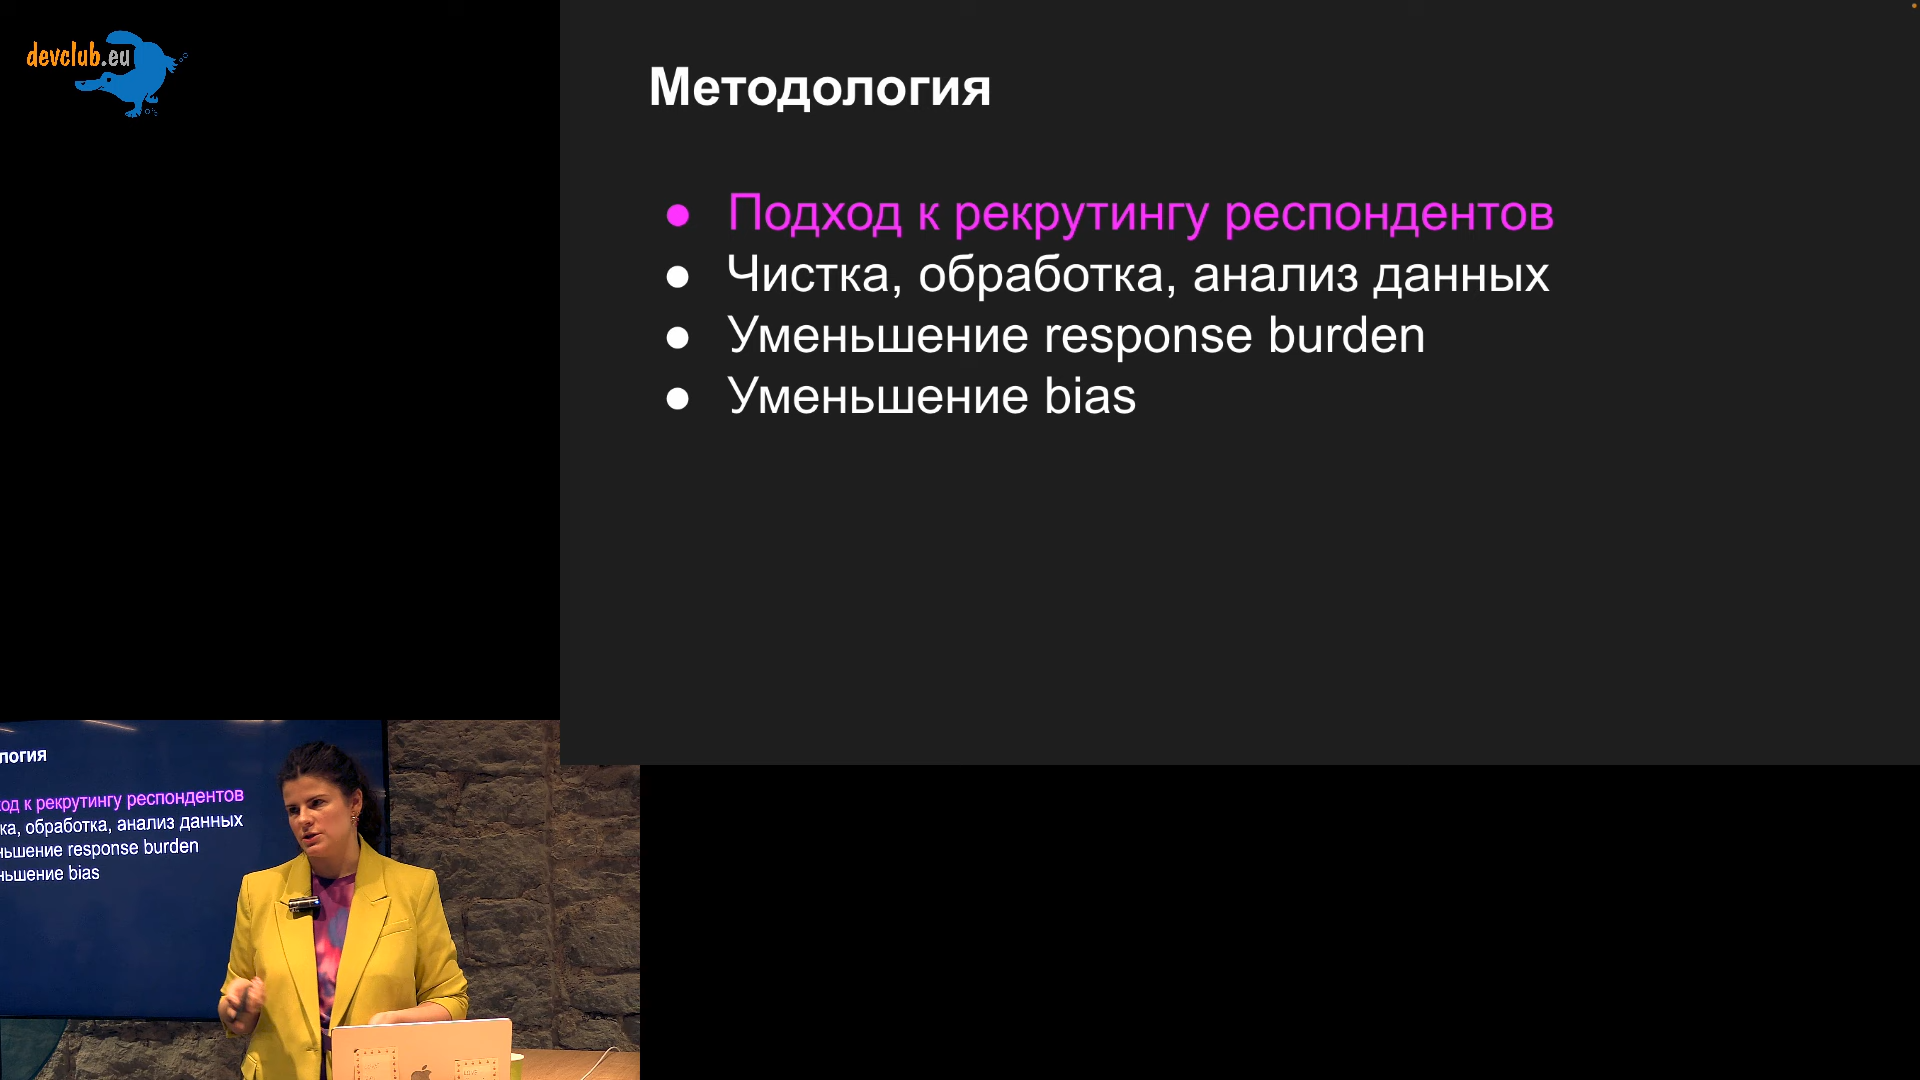 devclub.eu
Методология
● Подход к рекрутингу респондентов
● Чистка, обработка, анализ данных
● Уменьшение response burden
● Уменьшение bias
логия
ход к рекрутингу респондентов
ка, обработка, анализ данных
ньшение response burden
ньшение bias